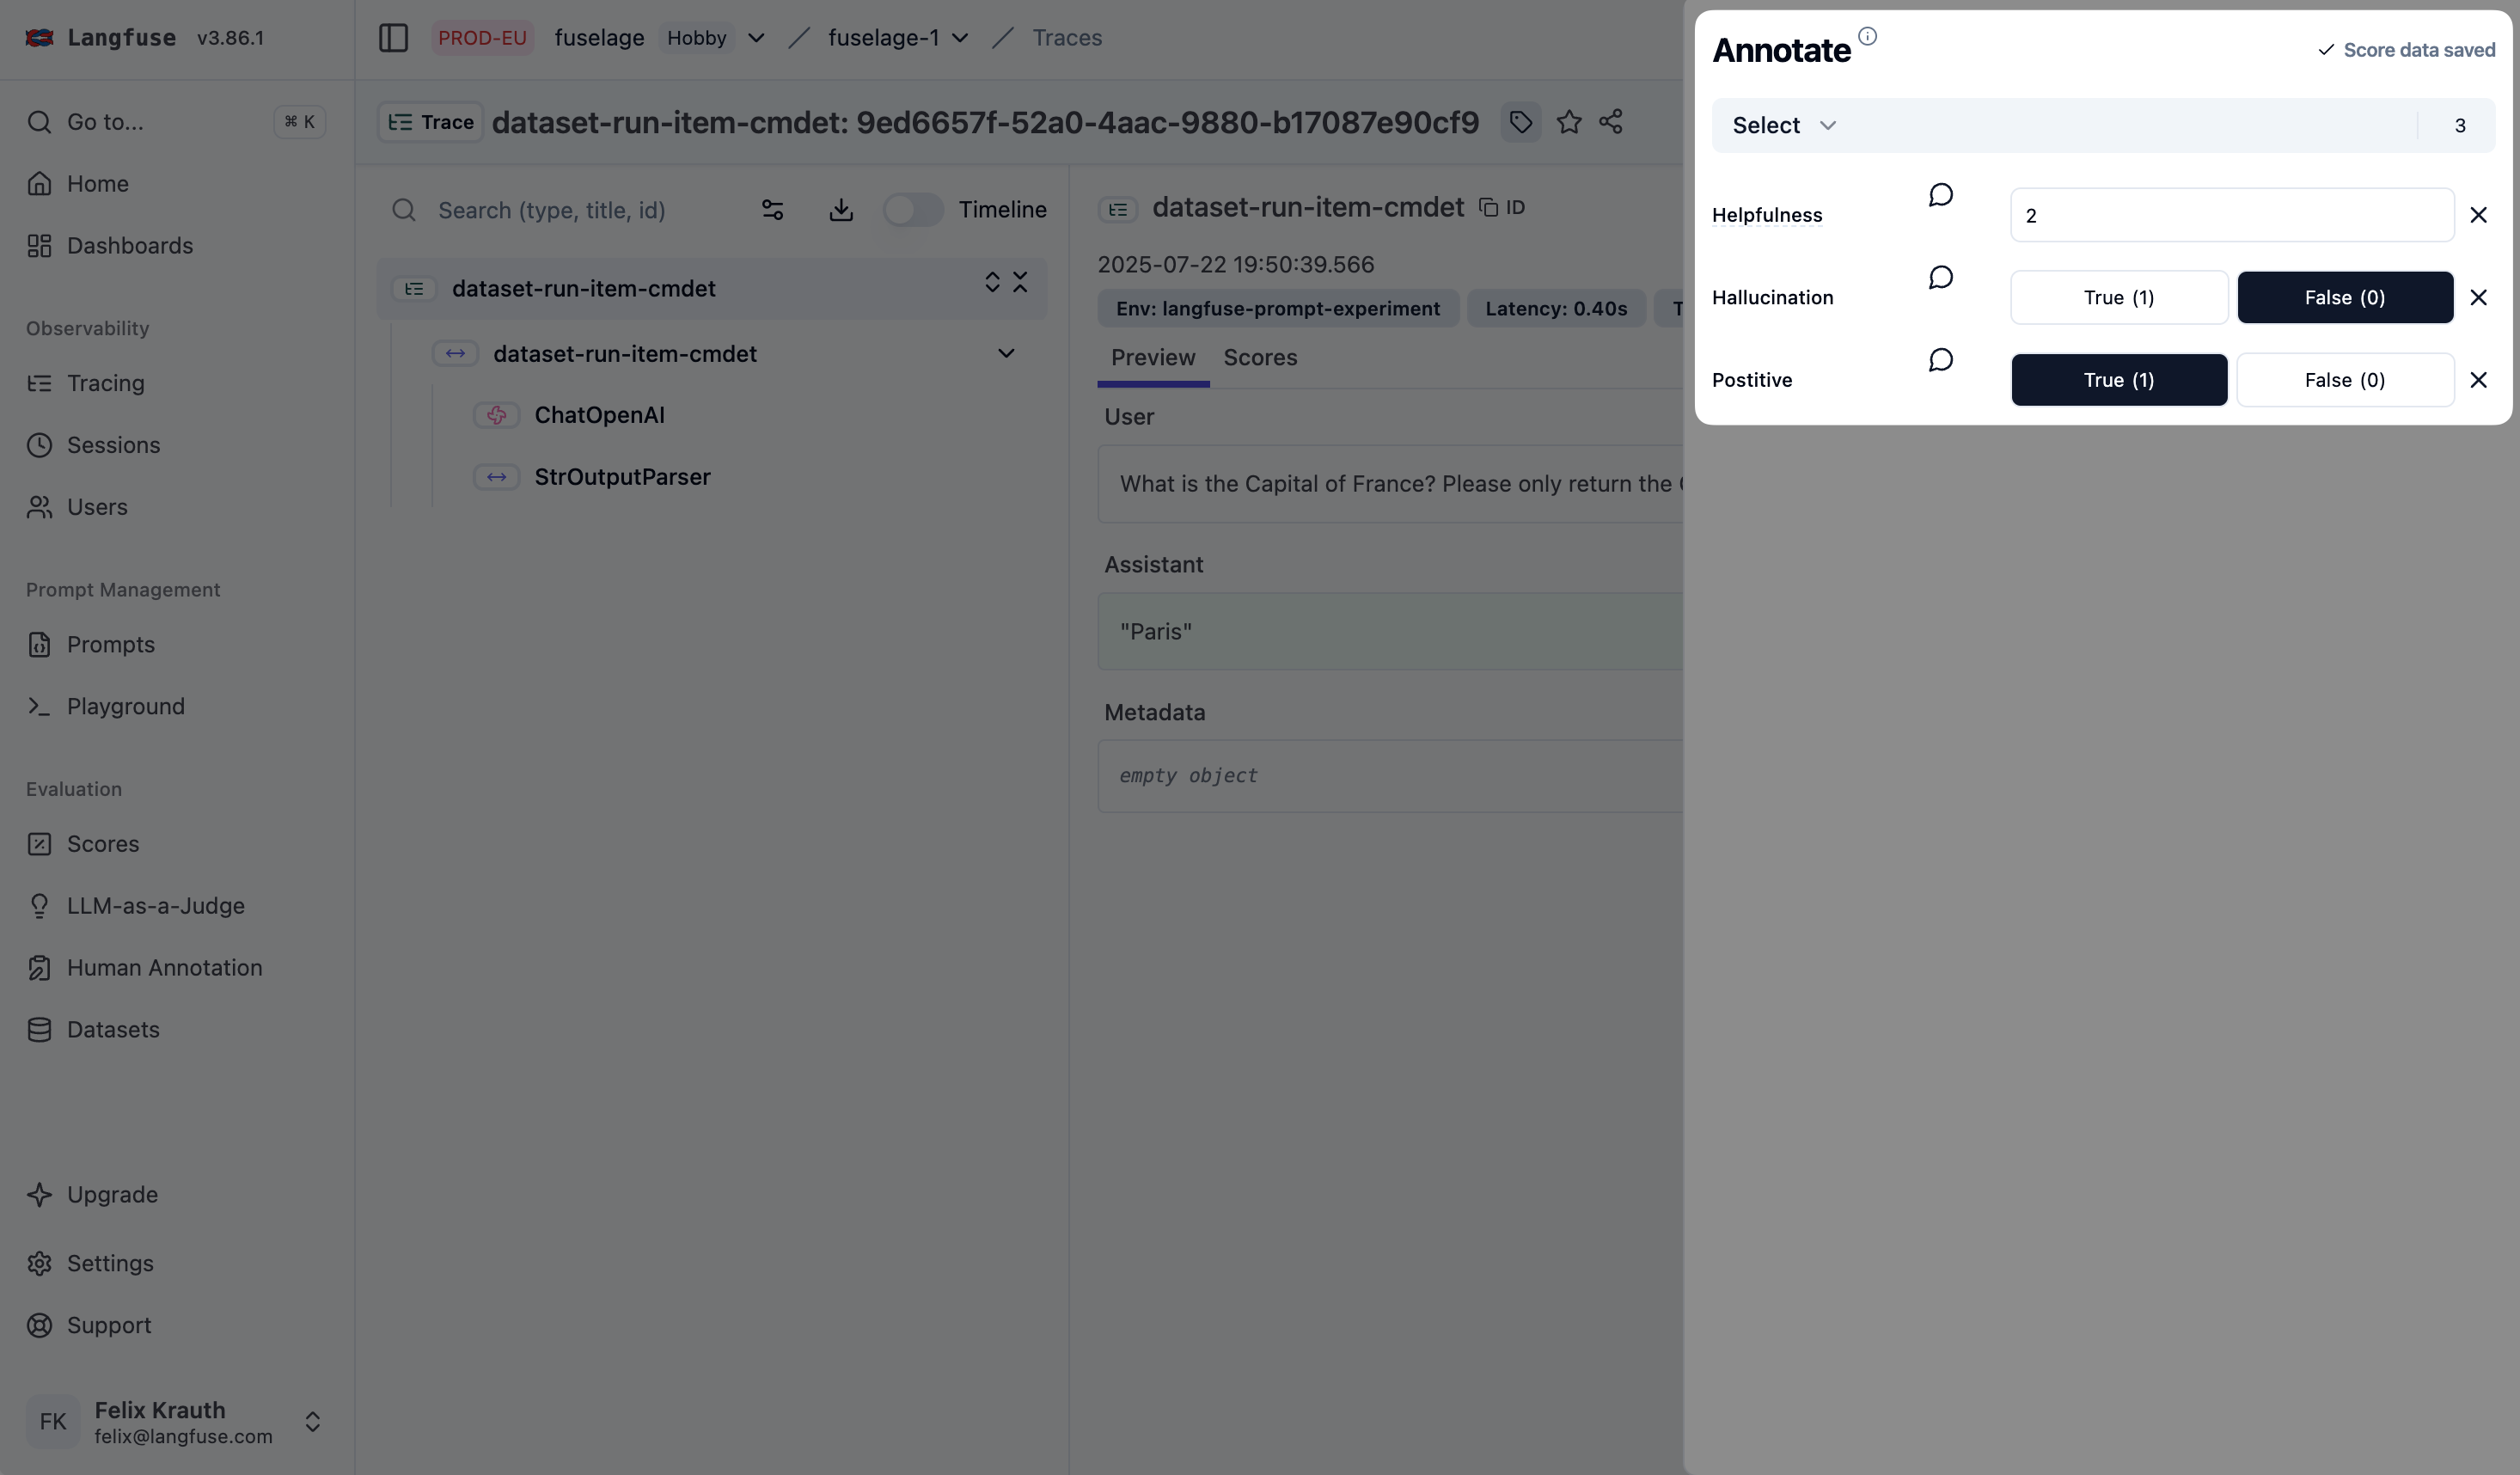 Langfuse v3.86.1
Go to... ⌘ K
Home
Dashboards
Observability
Tracing
Sessions
Users
Prompt Management
Prompts
Playground
Evaluation
Scores
LLM-as-a-Judge
Human Annotation
Datasets
Upgrade
Settings
Support
FK
Felix Krauth
felix@langfuse.com
PROD-EU fuselage Hobby / fuselage-1 / Traces
Trace dataset-run-item-cmdet: 9ed6657f-52a0-4aac-9880-b17087e90cf9
Search (type, title, id) Timeline
dataset-run-item-cmdet
dataset-run-item-cmdet
ChatOpenAI
StrOutputParser
dataset-run-item-cmdet ID
2025-07-22 19:50:39.566
Env: langfuse-prompt-experiment Latency: 0.40s
Preview Scores
User
What is the Capital of France? Please only return the
Assistant
"Paris"
Metadata
empty object
Annotate
Score data saved
Select 3
Helpfulness 2
Hallucination True (1) False (0)
Postitive True (1) False (0)